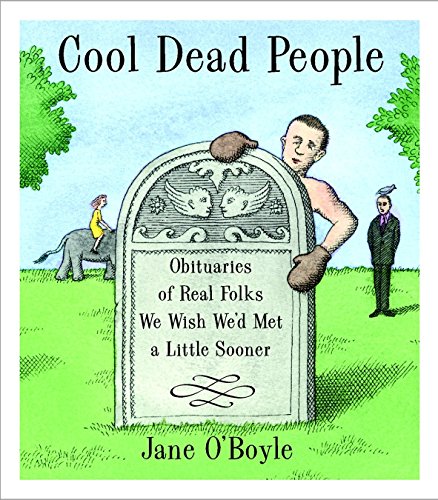 Cool Dead People
Obituaries
of Real Folks
We Wish We'd Met
a Little Sooner
Jane O'Boyle